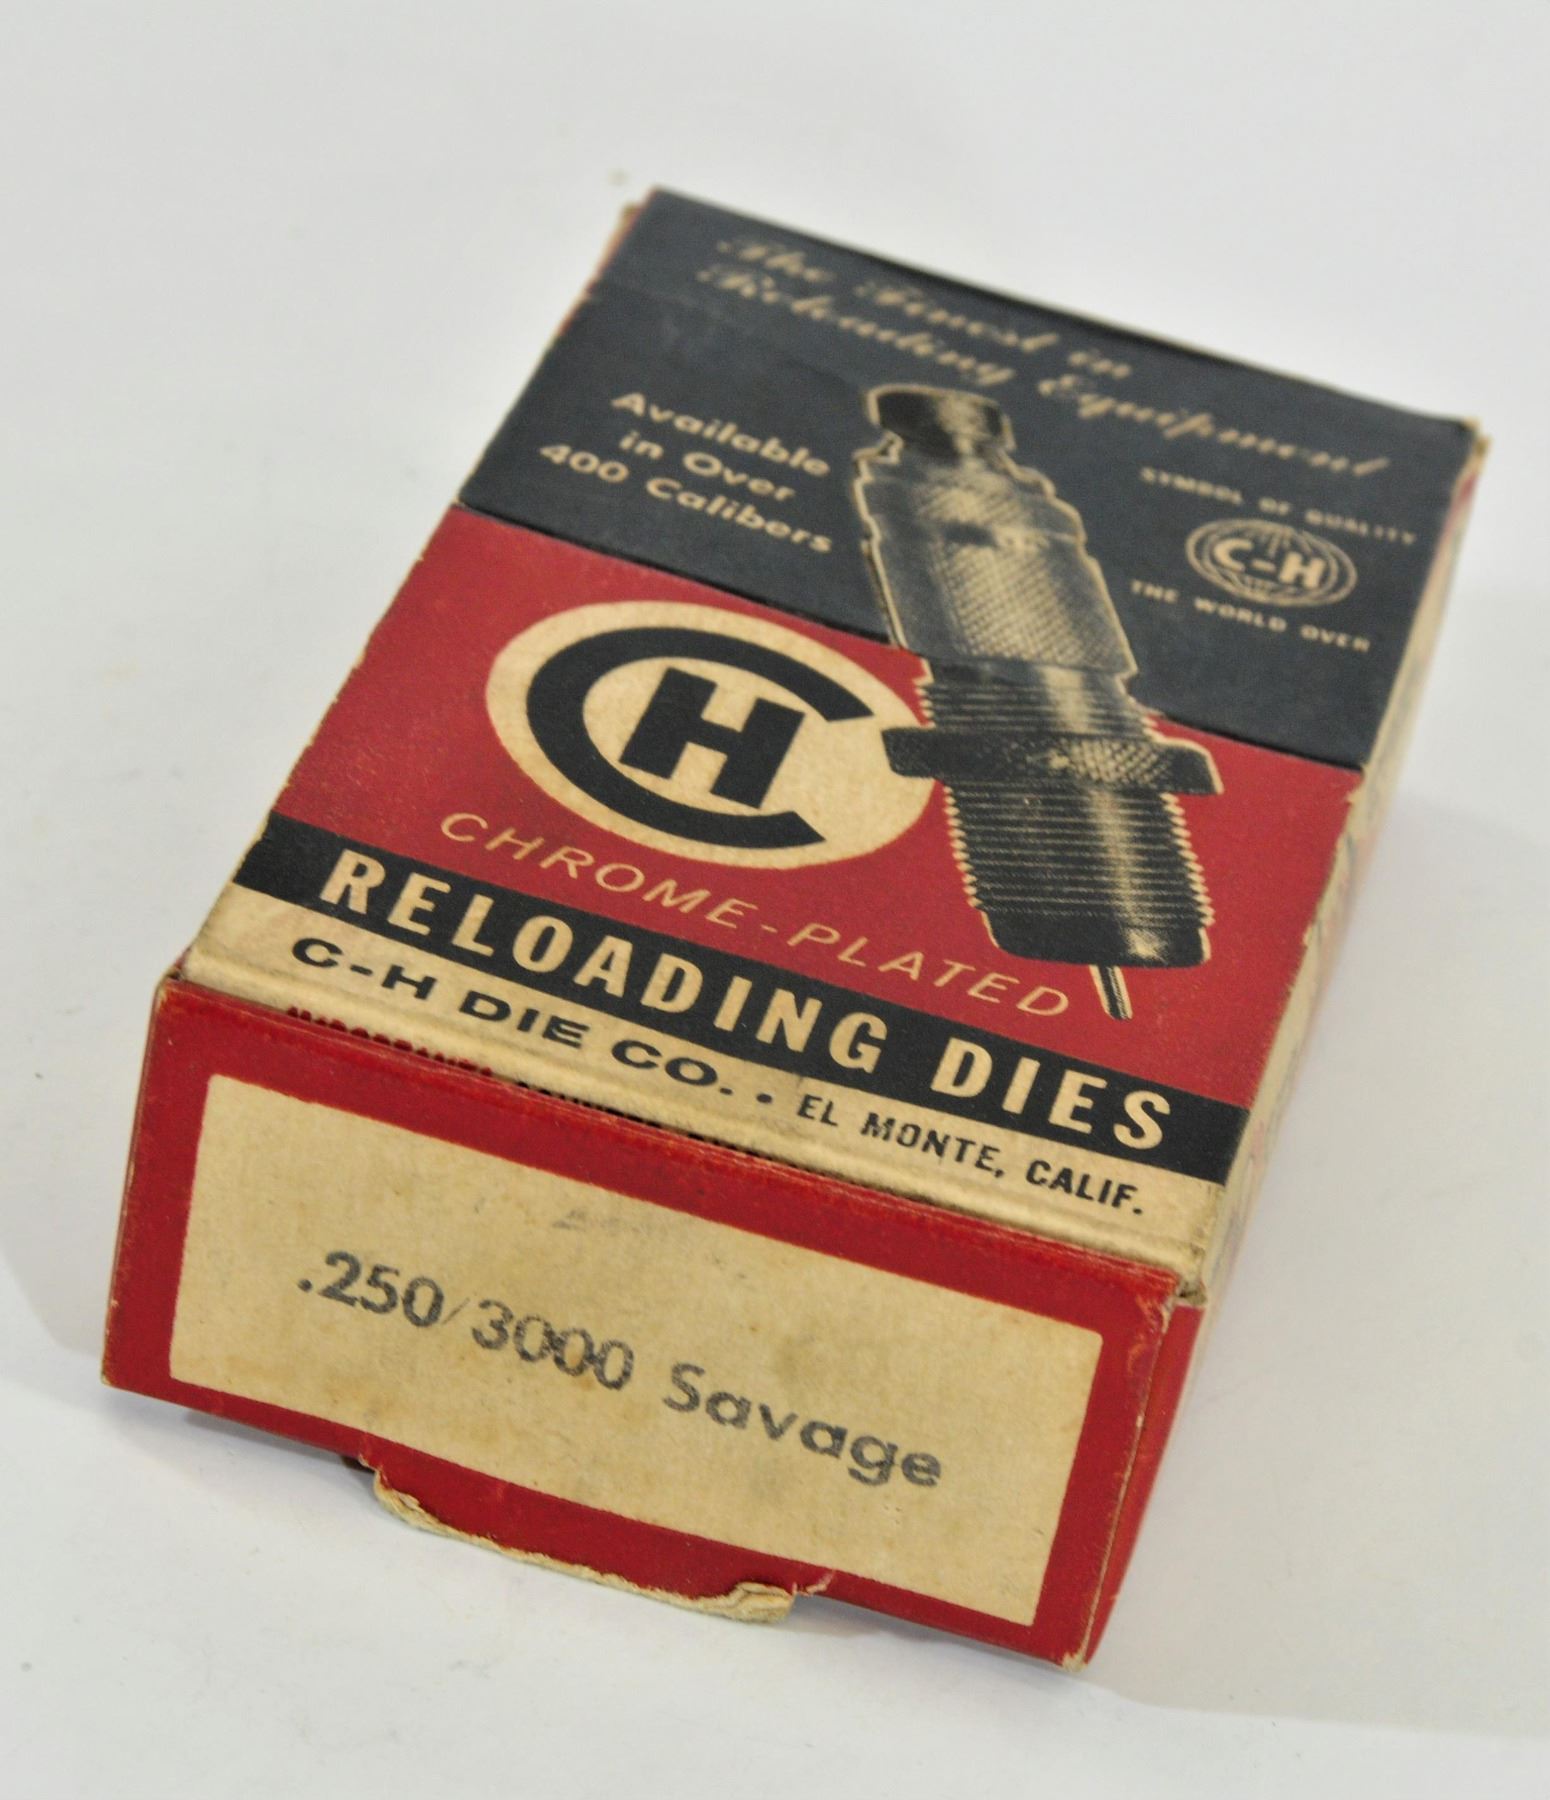 The Finest in
Reloading Equipment
Available
in Over
400 Calibers
SYMBOL OF QUALITY
C-H
THE WORLD OVER
CH
CHROME-PLATED
RELOADING DIES
C-H DIE CO. • EL MONTE, CALIF.
.250/3000 Savage